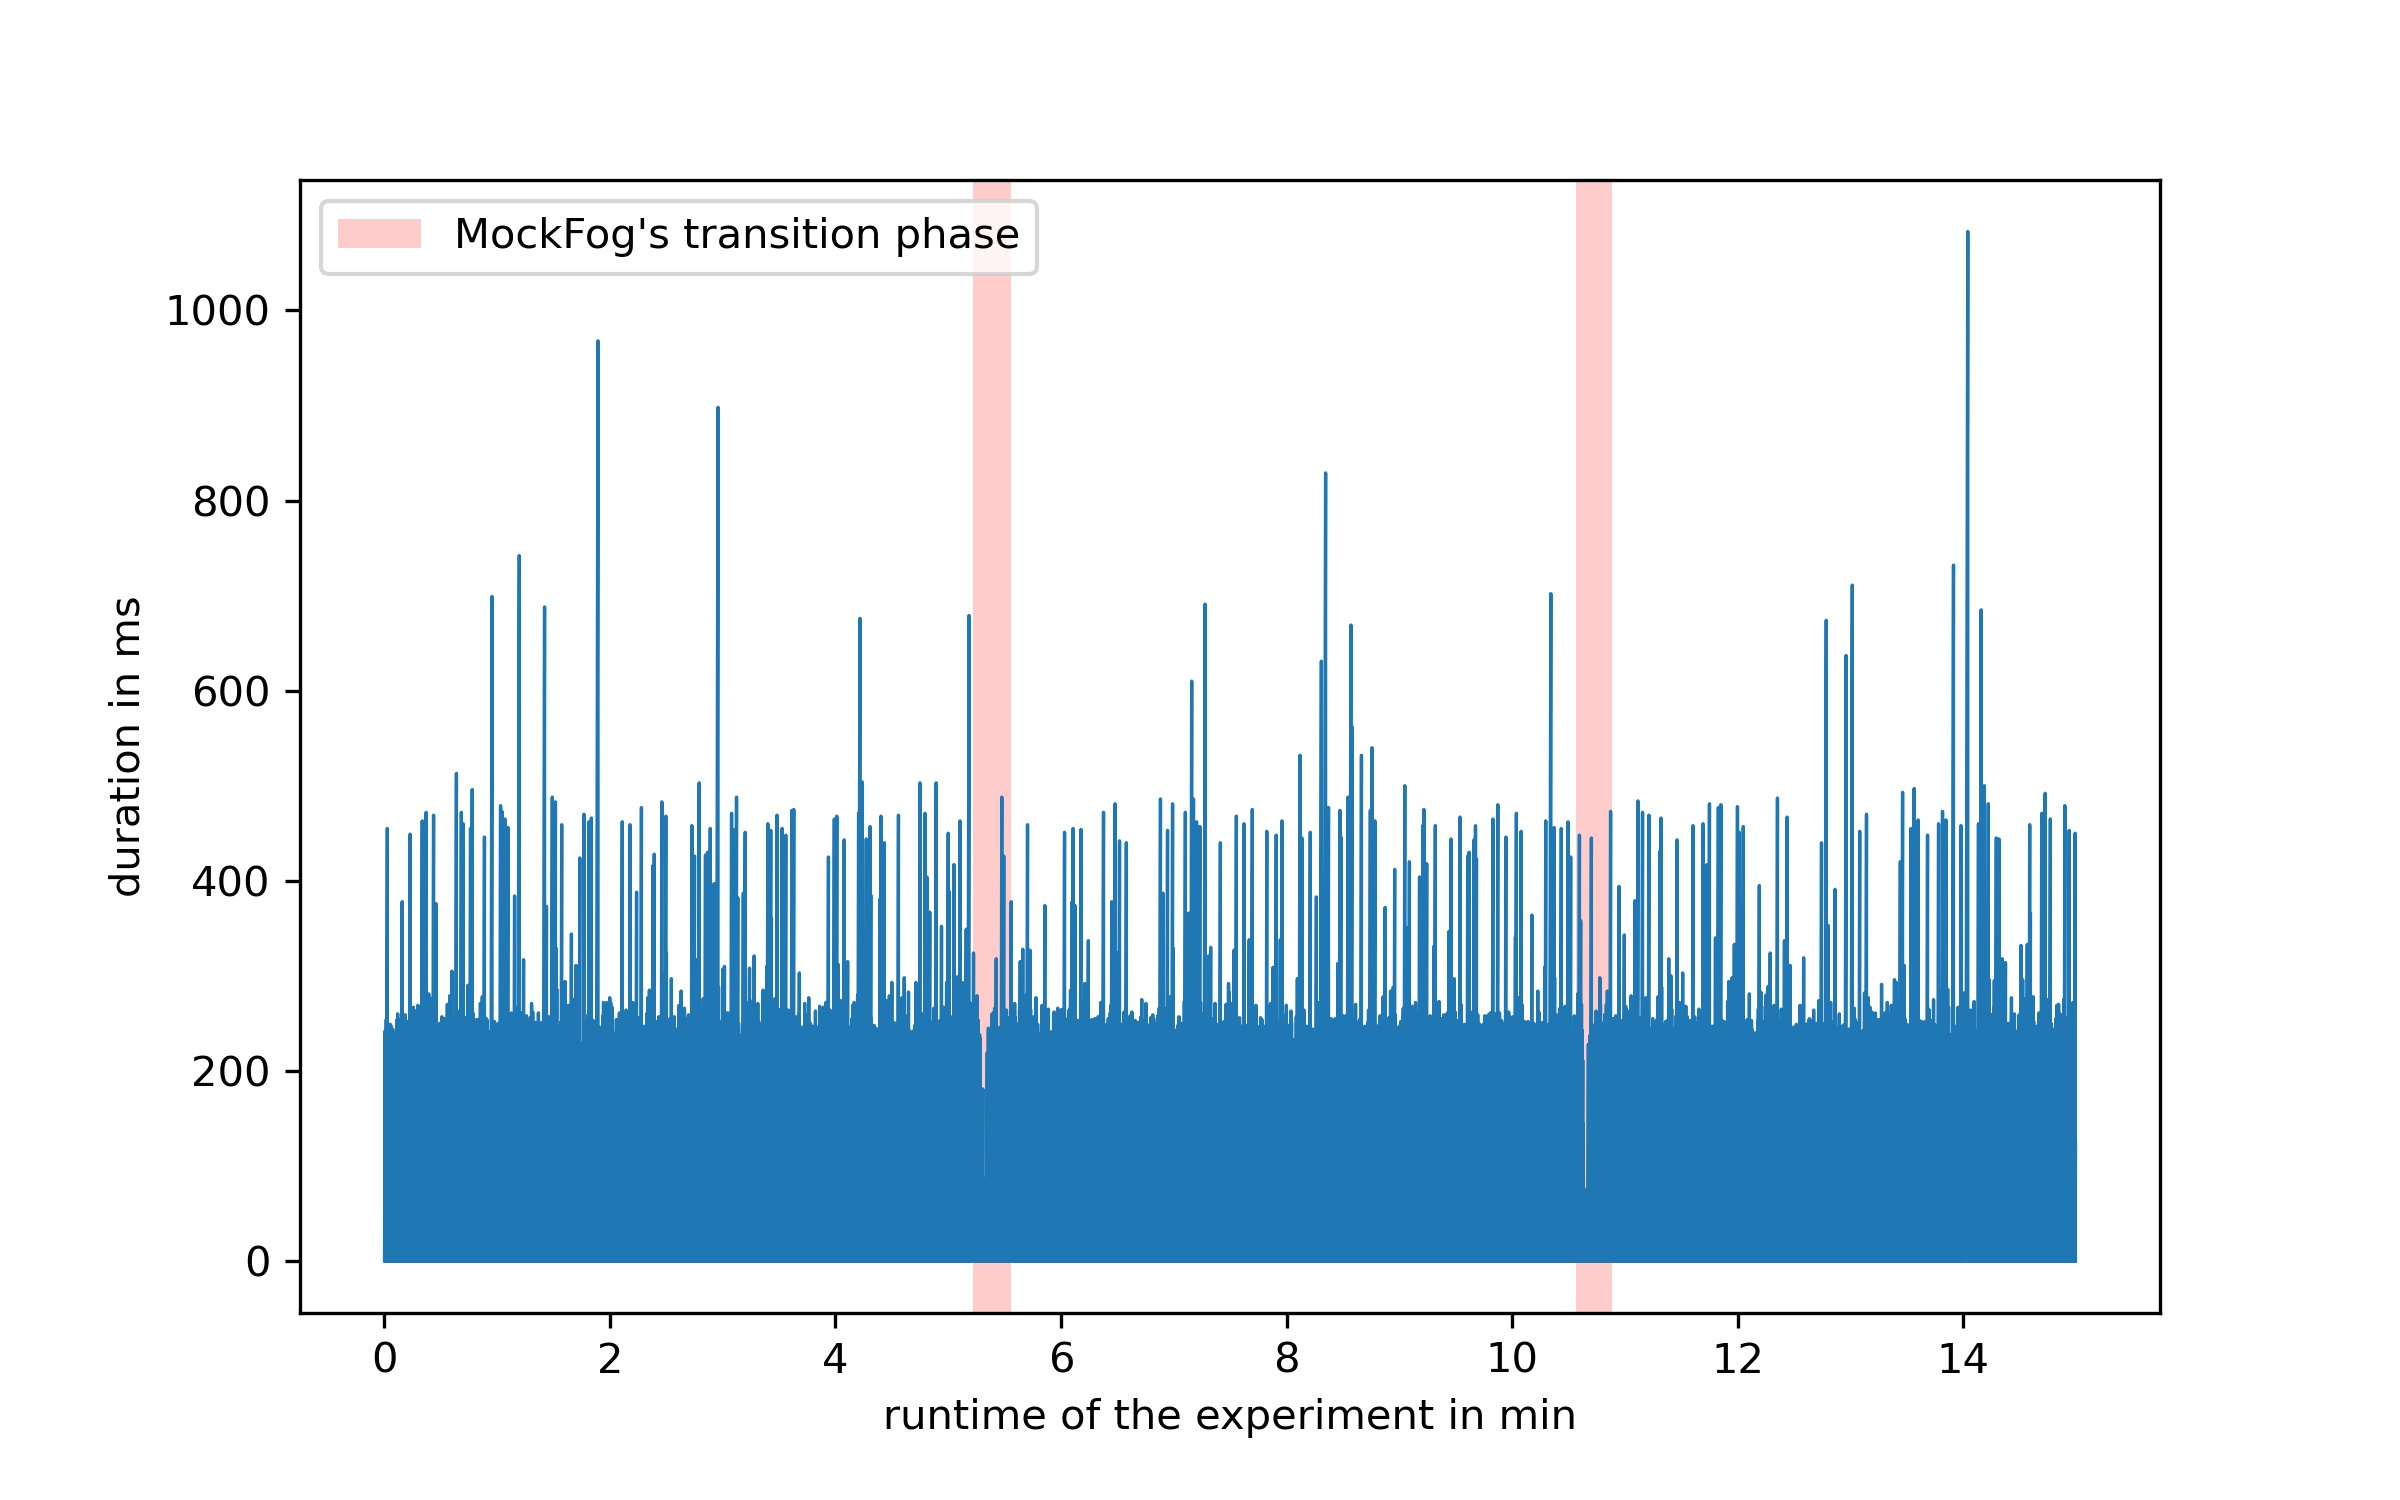 MockFog's transition phase
1000
800
600
400
200
0
duration in ms
0 2 4 6 8 10 12 14
runtime of the experiment in min